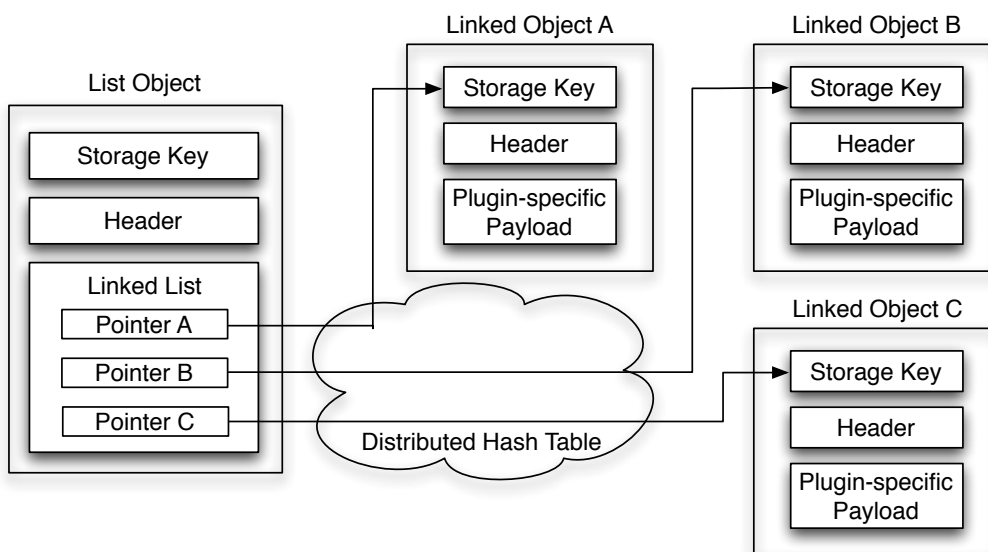 List Object
Storage Key
Header
Linked List
Pointer A
Pointer B
Pointer C
Distributed Hash Table
Linked Object A
Storage Key
Header
Plugin-specific
Payload
Linked Object B
Storage Key
Header
Plugin-specific
Payload
Linked Object C
Storage Key
Header
Plugin-specific
Payload